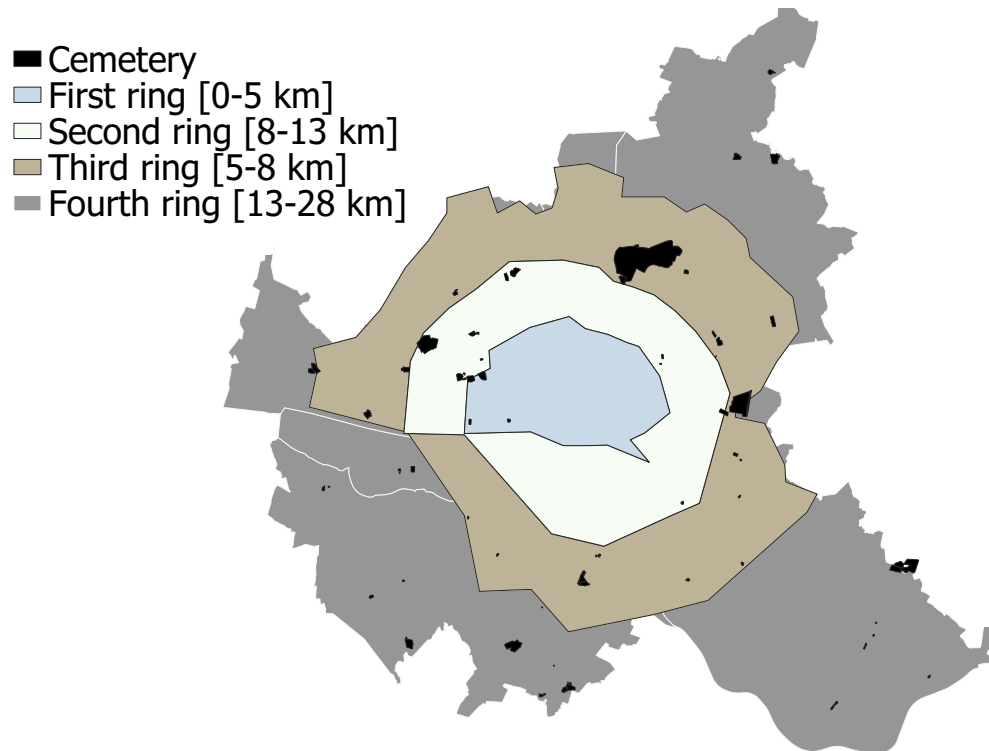 Cemetery
First ring [0-5 km]
Second ring [8-13 km]
Third ring [5-8 km]
Fourth ring [13-28 km]